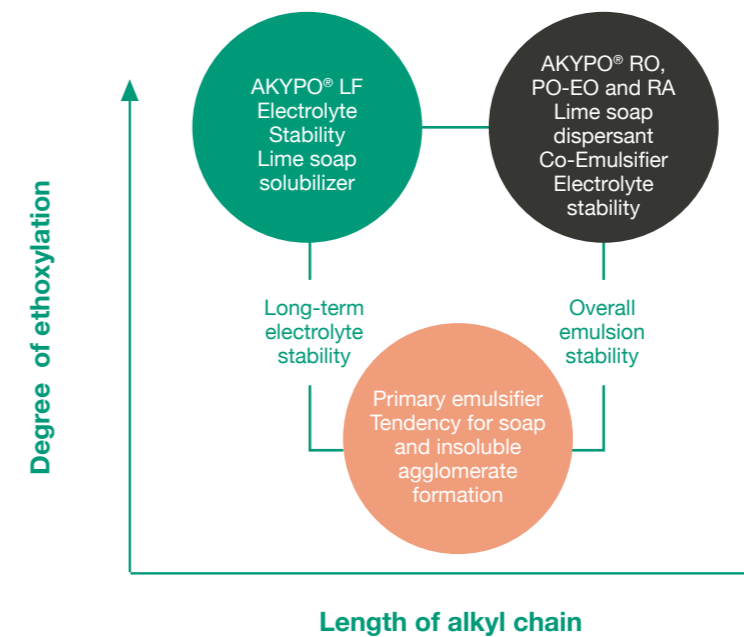 AKYPO® LF
Electrolyte
Stability
Lime soap
solubilizer
AKYPO® RO,
PO-EO and RA
Lime soap
dispersant
Co-Emulsifier
Electrolyte
stability
Degree of ethoxylation
Long-term
electrolyte
stability
Overall
emulsion
stability
Primary emulsifier
Tendency for soap
and insoluble
agglomerate
formation
Length of alkyl chain